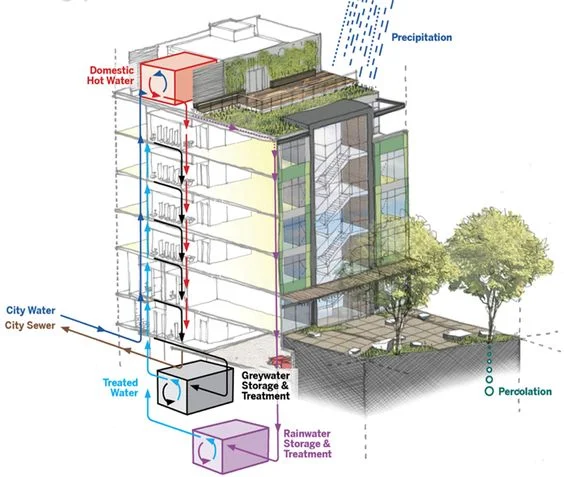 Precipitation
Domestic
Hot Water
City Water
City Sewer
Treated
Water
Greywater
Storage &
Treatment
Percolation
Rainwater
Storage &
Treatment